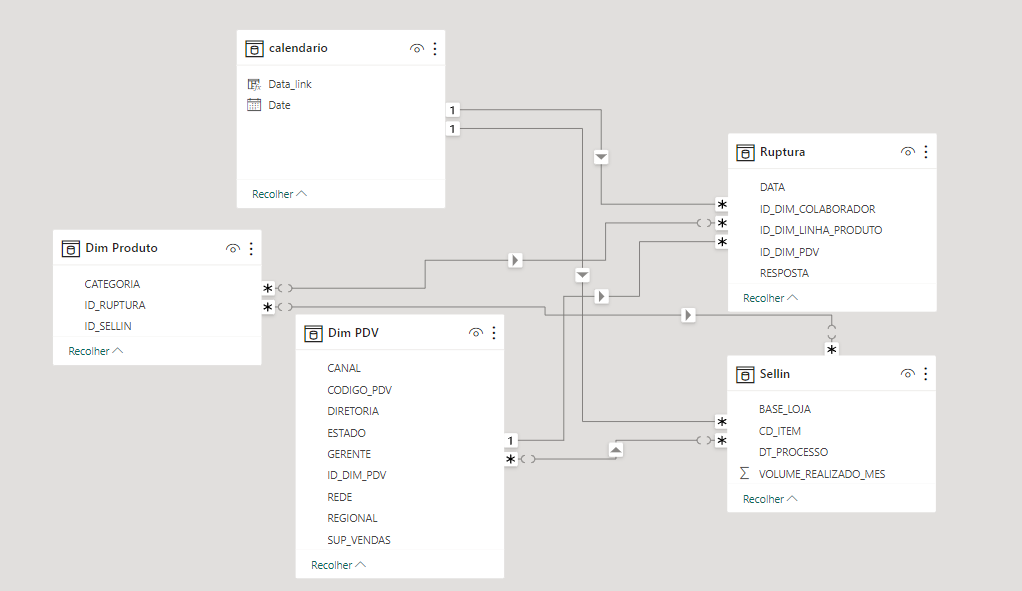 calendario
Data_link
Date
Recolher
1
1
Ruptura
DATA
ID_DIM_COLABORADOR
ID_DIM_LINHA_PRODUTO
ID_DIM_PDV
RESPOSTA
Recolher
*
*
*
Dim Produto
CATEGORIA
ID_RUPTURA
ID_SELLIN
Recolher
*
*
Dim PDV
CANAL
CODIGO_PDV
DIRETORIA
ESTADO
GERENTE
ID_DIM_PDV
REDE
REGIONAL
SUP_VENDAS
Recolher
1
*
*
Sellin
BASE_LOJA
CD_ITEM
DT_PROCESSO
∑ VOLUME_REALIZADO_MES
Recolher
*
*